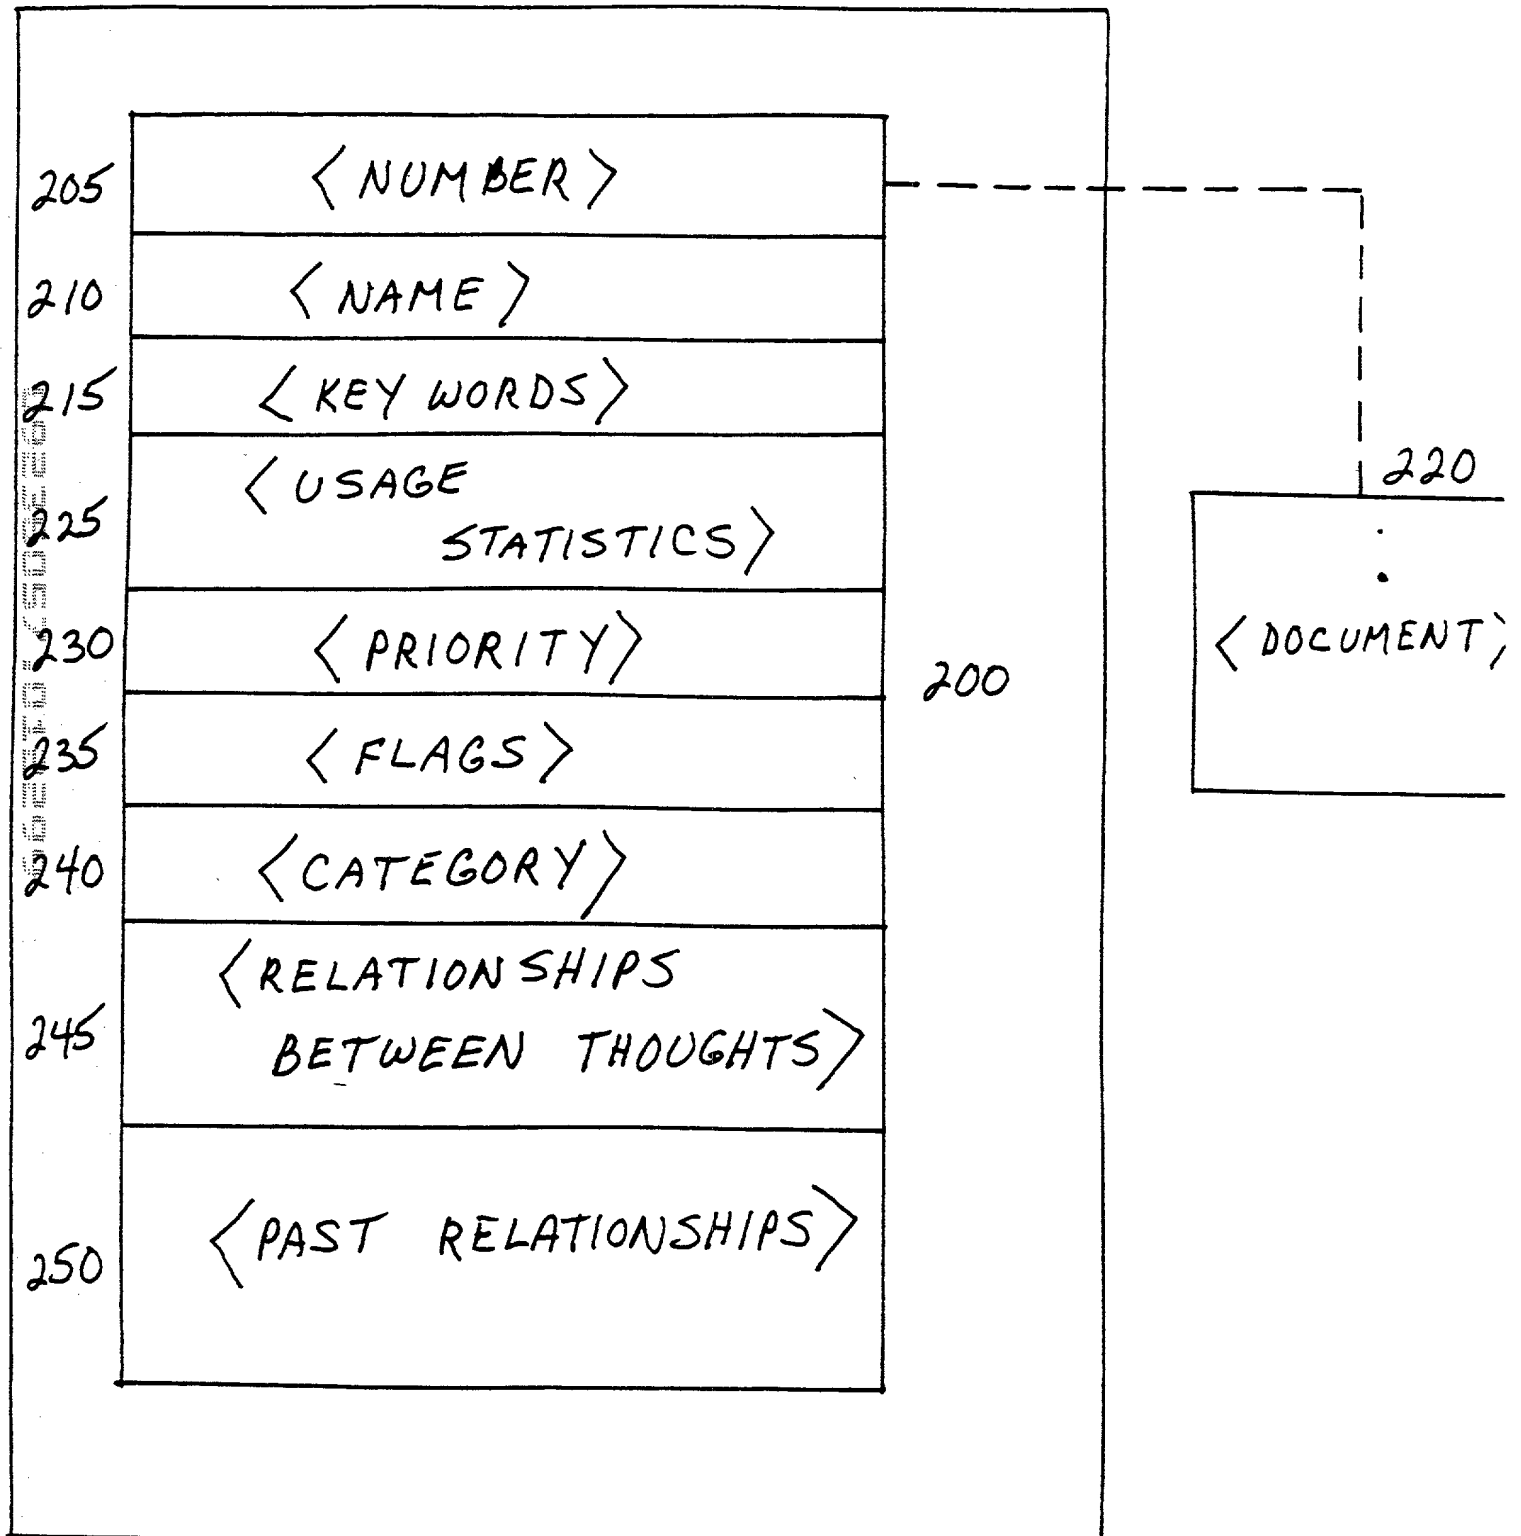 205 <NUMBER>
210 <NAME>
215 <KEY WORDS>
<USAGE
225 STATISTICS>
220
230 <PRIORITY>
<DOCUMENT>
200
235 <FLAGS>
240 <CATEGORY>
<RELATIONSHIPS
245 BETWEEN THOUGHTS>
250 <PAST RELATIONSHIPS>